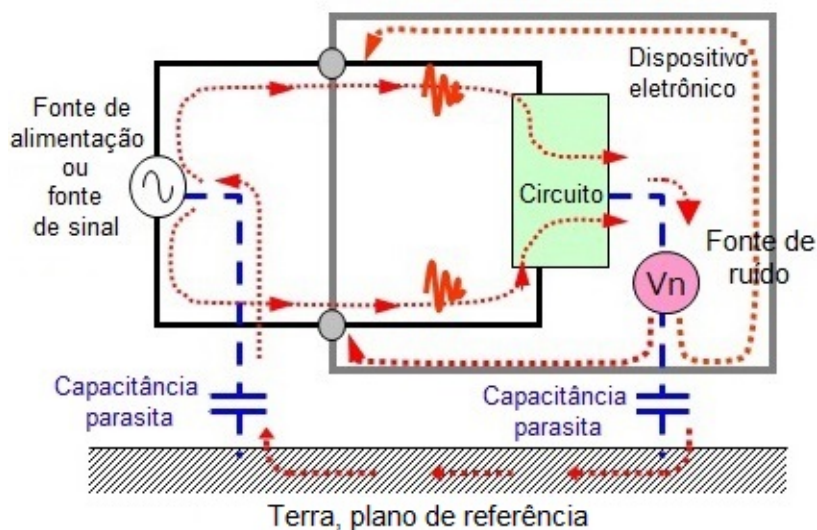 Dispositivo
eletrônico
Fonte de
alimentação
ou
fonte
de sinal
Circuito
Fonte de
ruído
Vn
Capacitância
parasita
Capacitância
parasita
Terra, plano de referência